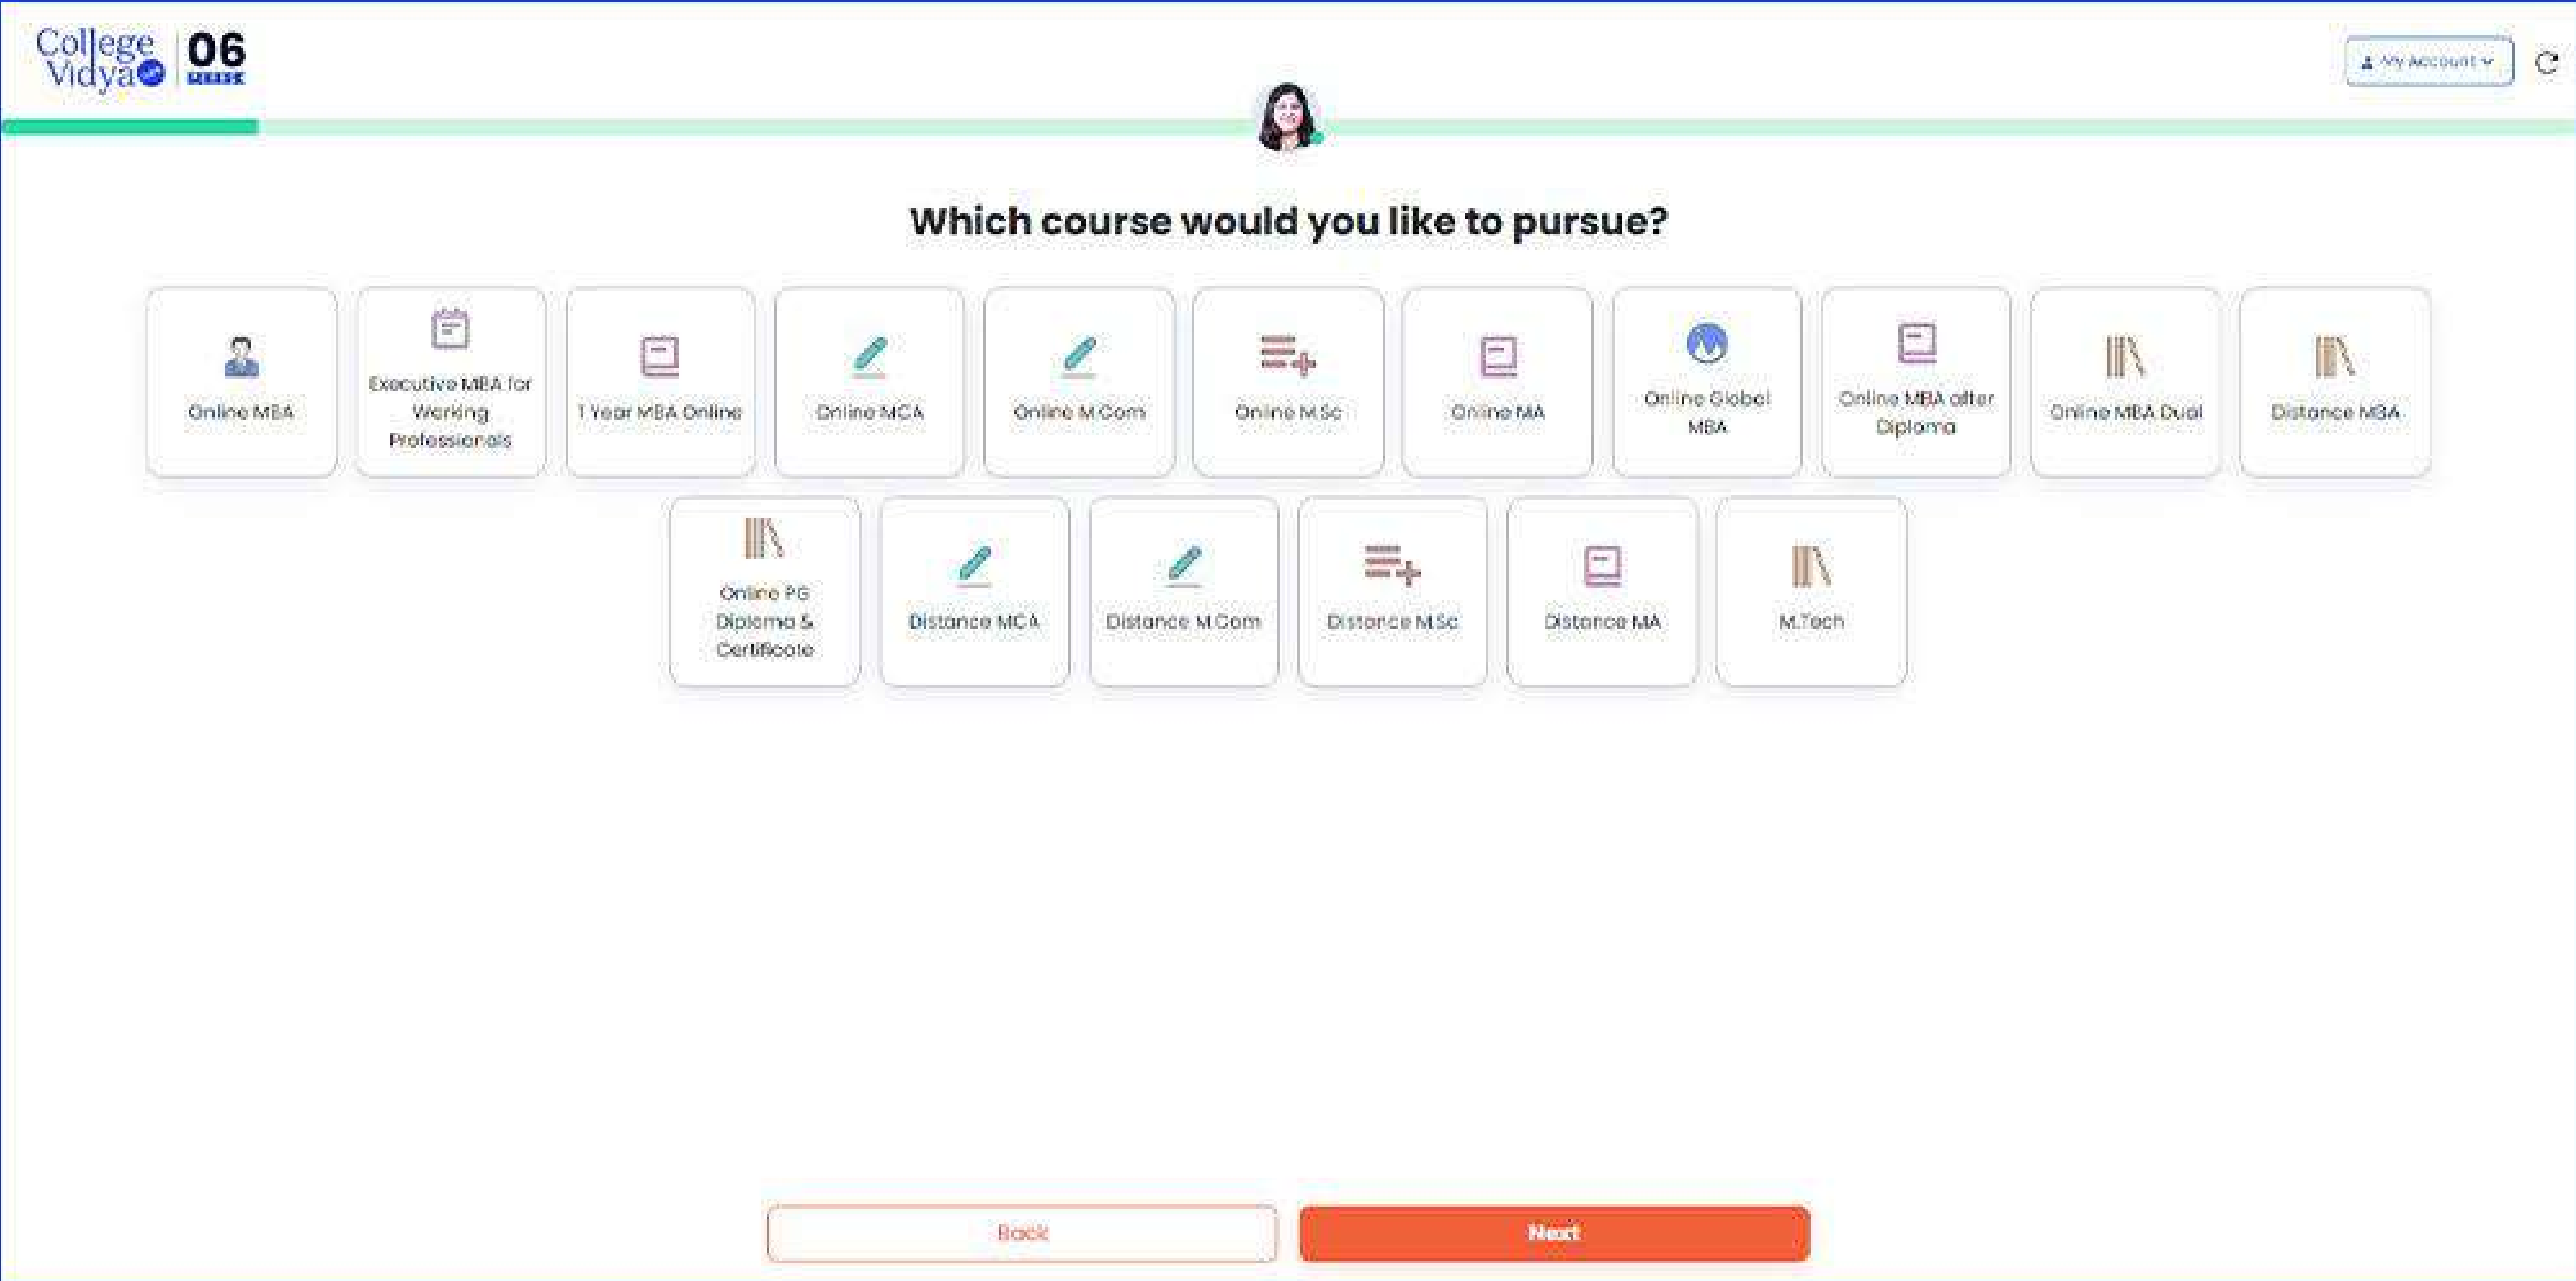 College
Vidya
06
My Account
Which course would you like to pursue?
Online MBA
Executive MBA for
Working
Professionals
1 Year MBA Online
Online MCA
Online M.Com
Online M.Sc
Online MA
Online Global
MBA
Online MBA after
Diploma
Online MBA Dual
Distance MBA
Online PG
Diploma &
Certificate
Distance MCA
Distance M.Com
Distance M.Sc
Distance MA
M.Tech
Back
Next